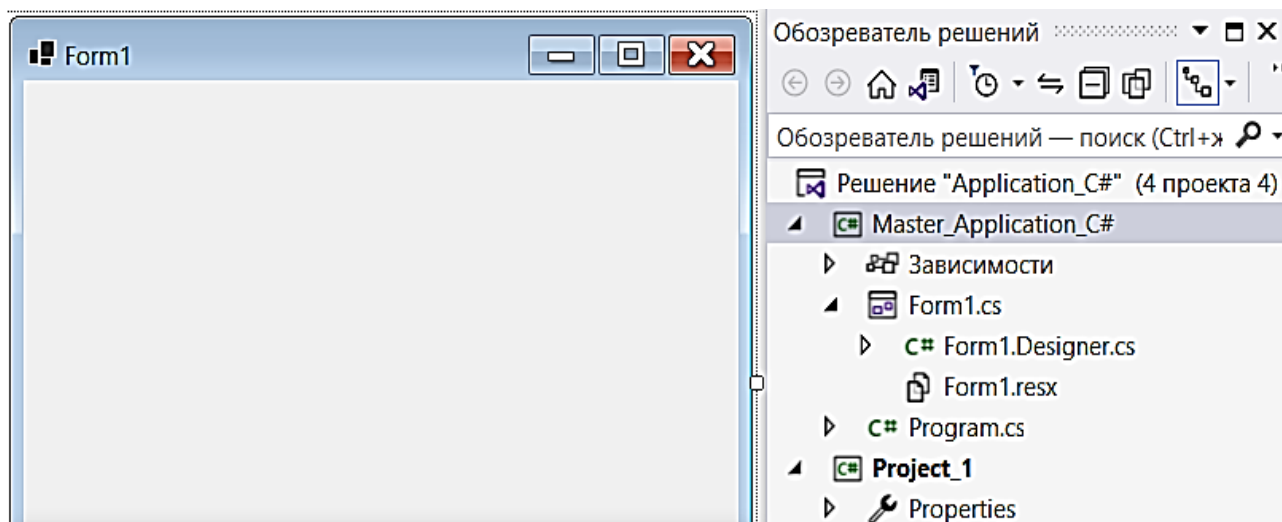 Form1
Обозреватель решений
Обозреватель решений — поиск (Ctrl+ж
Решение "Application_C#" (4 проекта 4)
C# Master_Application_C#
Зависимости
Form1.cs
C# Form1.Designer.cs
Form1.resx
C# Program.cs
C# Project_1
Properties